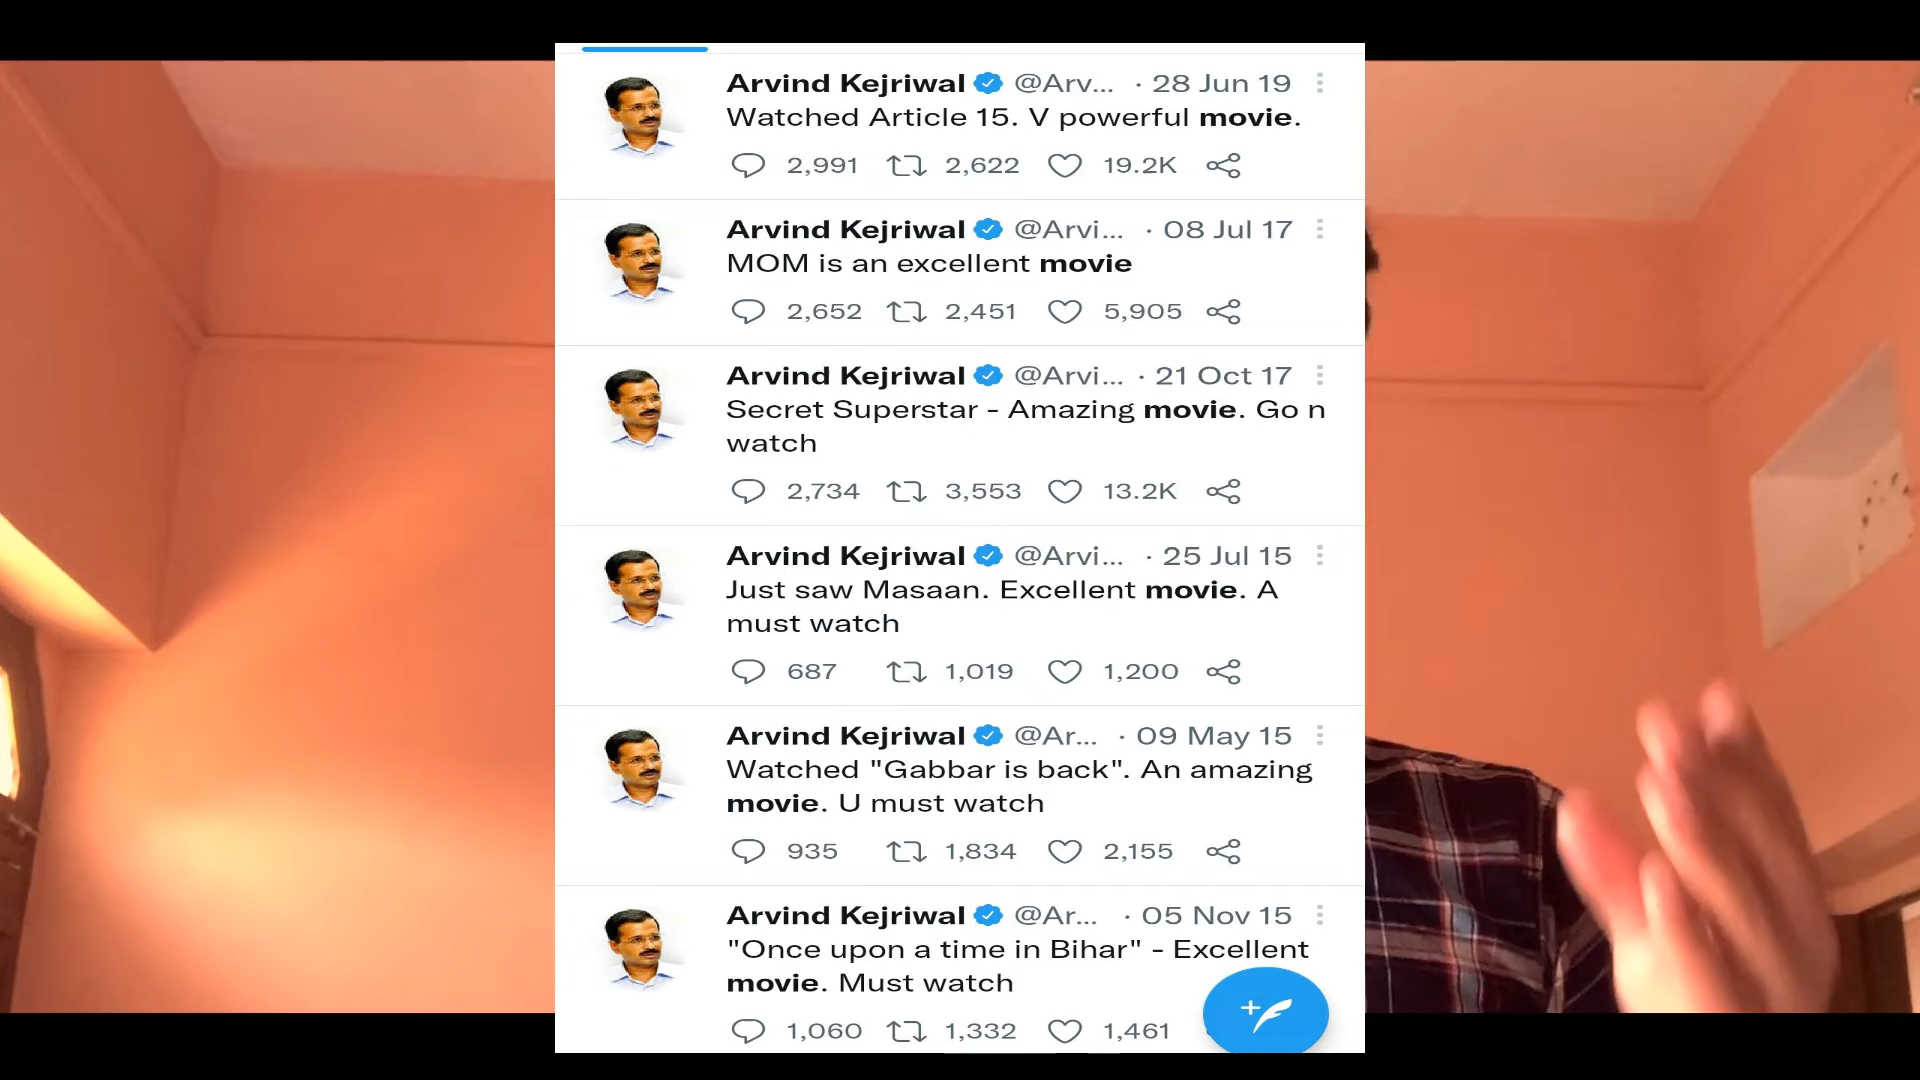 Arvind Kejriwal @Arv... · 28 Jun 19
Watched Article 15. V powerful movie.
2,991 2,622 19.2K
Arvind Kejriwal @Arvi... · 08 Jul 17
MOM is an excellent movie
2,652 2,451 5,905
Arvind Kejriwal @Arvi... · 21 Oct 17
Secret Superstar - Amazing movie. Go n
watch
2,734 3,553 13.2K
Arvind Kejriwal @Arvi... · 25 Jul 15
Just saw Masaan. Excellent movie. A
must watch
687 1,019 1,200
Arvind Kejriwal @Ar... · 09 May 15
Watched "Gabbar is back". An amazing
movie. U must watch
935 1,834 2,155
Arvind Kejriwal @Ar... · 05 Nov 15
"Once upon a time in Bihar" - Excellent
movie. Must watch
1,060 1,332 1,461